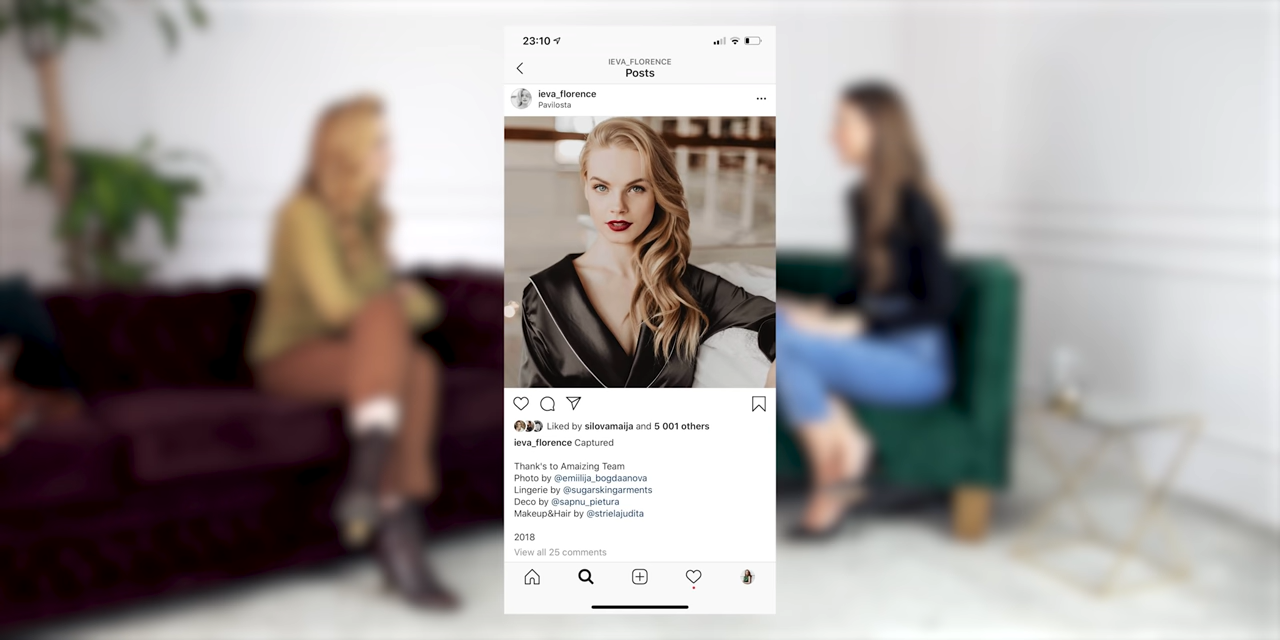 23:10
IEVA_FLORENCE
Posts
ieva_florence
Pavilosta
Liked by silovamaija and 5 001 others
ieva_florence Captured
Thank's to Amaizing Team
Photo by @emiilija_bogdaanova
Lingerie by @sugarskingarments
Deco by @sapnu_pietura
Makeup&Hair by @strielajudita
2018
View all 25 comments